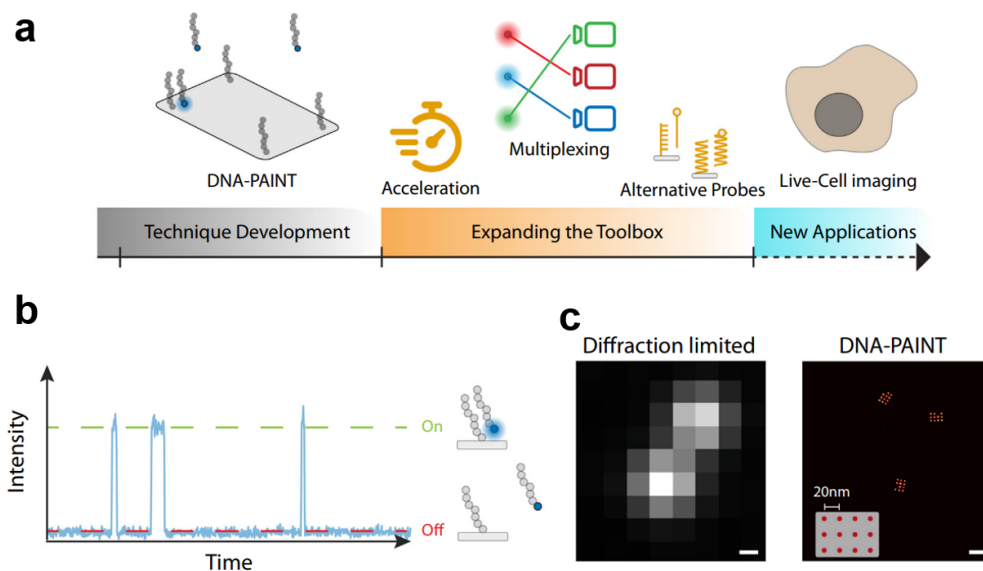 a
DNA-PAINT
Acceleration
Multiplexing
Alternative Probes
Live-Cell imaging
Technique Development
Expanding the Toolbox
New Applications
b
Intensity
Time
On
Off
c
Diffraction limited
DNA-PAINT
20nm